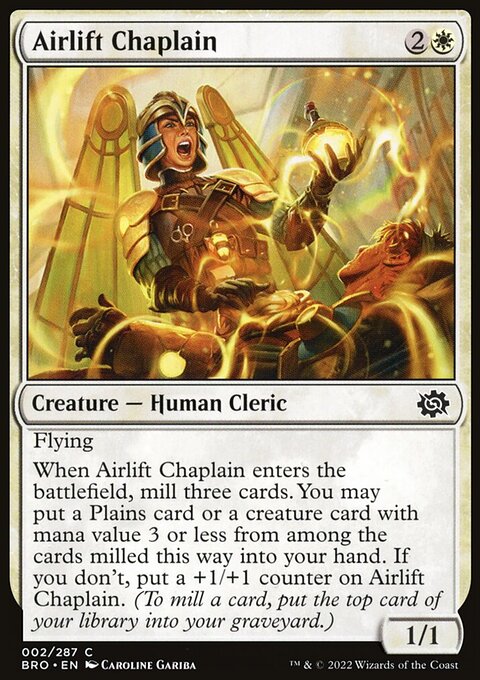 Airlift Chaplain 2
Creature — Human Cleric
Flying
When Airlift Chaplain enters the
battlefield, mill three cards. You may
put a Plains card or a creature card with
mana value 3 or less from among the
cards milled this way into your hand. If
you don't, put a +1/+1 counter on Airlift
Chaplain. (To mill a card, put the top card of
your library into your graveyard.)
1/1
002/287 C
BRO • EN CAROLINE GARIBA
™ & © 2022 Wizards of the Coast